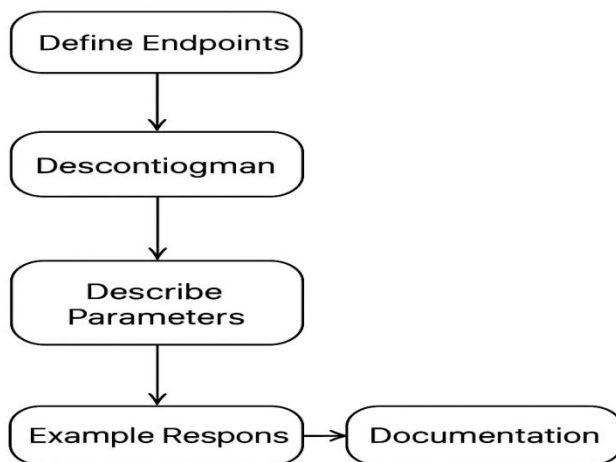 Define Endpoints
Descontiogman
Describe
Parameters
Example Respons
Documentation